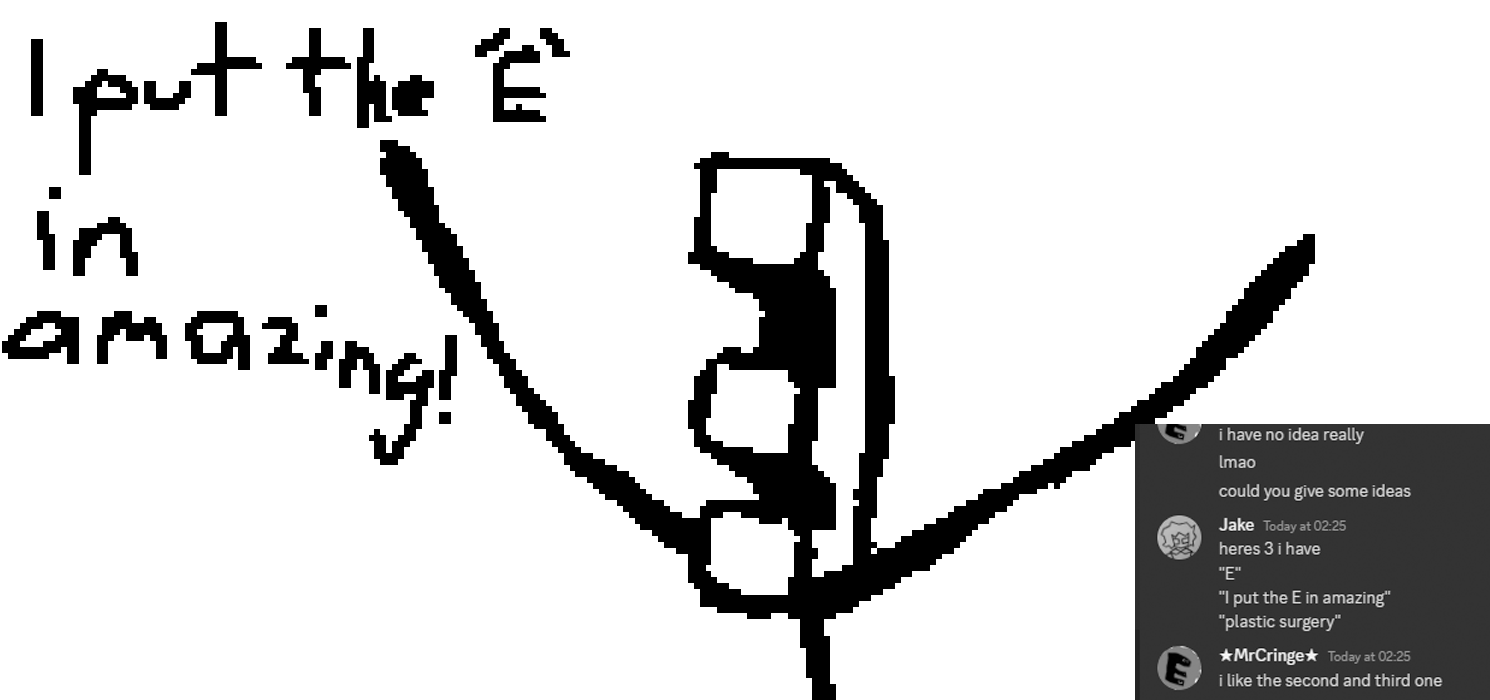 I put the "E"
in
amazing!
i have no idea really
lmao
could you give some ideas
Jake Today at 02:25
heres 3 i have
"E"
"I put the E in amazing"
"plastic surgery"
★MrCringe★ Today at 02:25
i like the second and third one